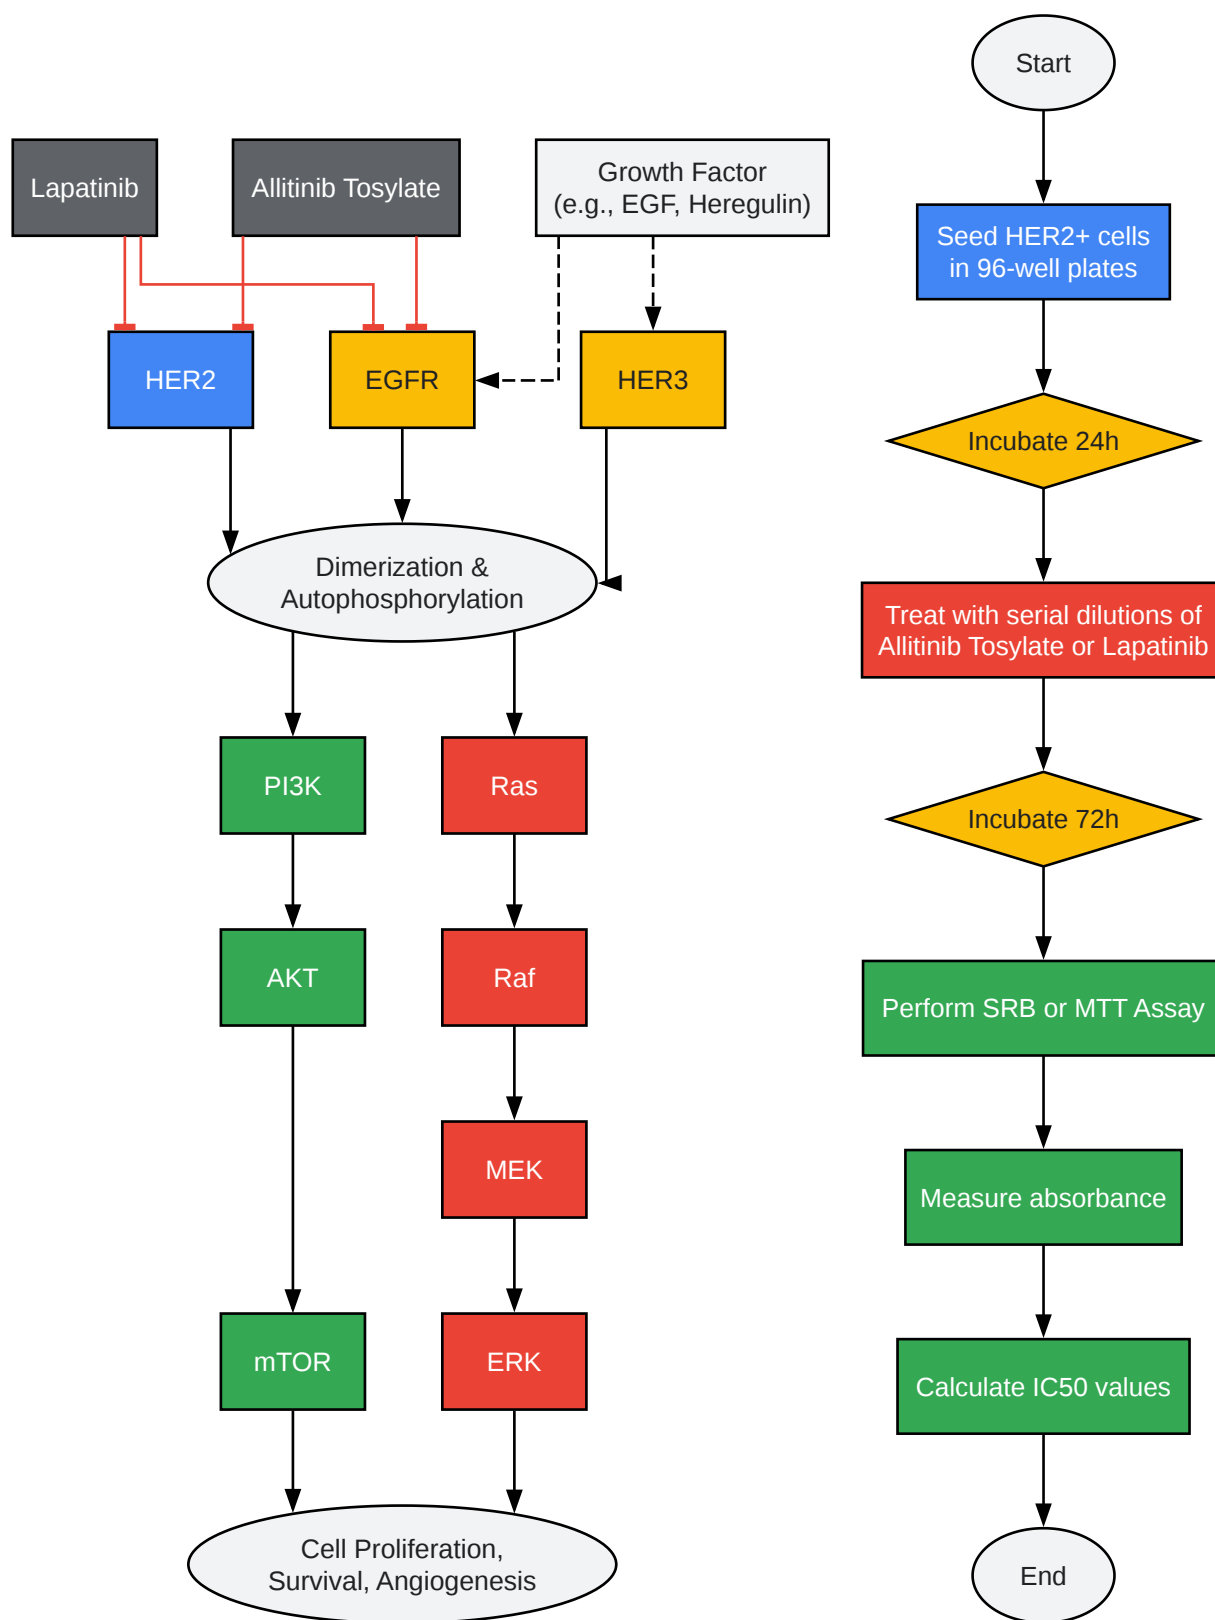 Lapatinib
Allitinib Tosylate
Growth Factor
(e.g., EGF, Heregulin)
HER2
EGFR
HER3
Dimerization &
Autophosphorylation
PI3K
Ras
AKT
Raf
MEK
mTOR
ERK
Cell Proliferation,
Survival, Angiogenesis
Start
Seed HER2+ cells
in 96-well plates
Incubate 24h
Treat with serial dilutions of
Allitinib Tosylate or Lapatinib
Incubate 72h
Perform SRB or MTT Assay
Measure absorbance
Calculate IC50 values
End